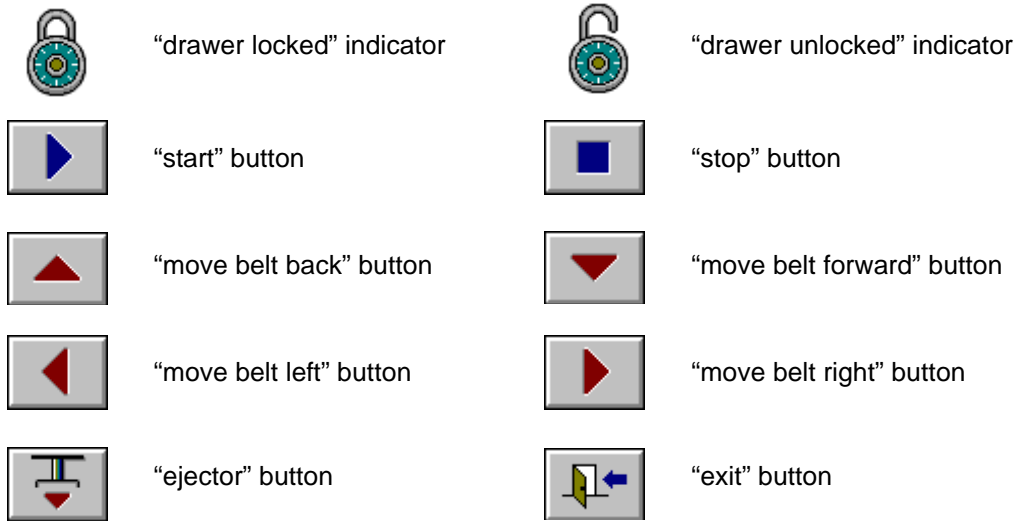 “drawer locked” indicator
“drawer unlocked” indicator
“start” button
“stop” button
“move belt back” button
“move belt forward” button
“move belt left” button
“move belt right” button
“ejector” button
“exit” button